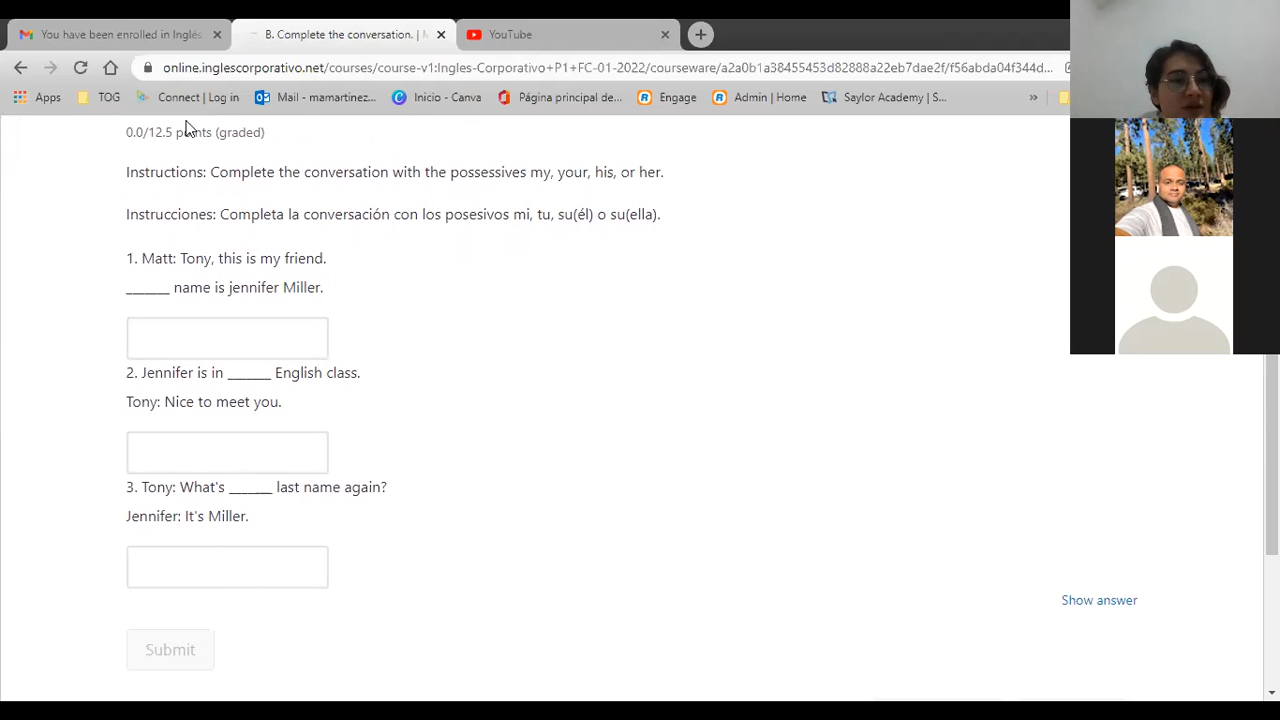 You have been enrolled in Inglés
B. Complete the conversation. |
YouTube
online.inglescorporativo.net/courses/course-v1:Ingles-Corporativo+P1+FC-01-2022/courseware/a2a0b1a38455453d82888a22eb7dae2f/f56abda04f344d...
Apps
TOG
Connect | Log in
Mail - mamartinez...
Inicio - Canva
Página principal de...
Engage
Admin | Home
Saylor Academy | S...
»
0.0/12.5 points (graded)
Instructions: Complete the conversation with the possessives my, your, his, or her.
Instrucciones: Completa la conversación con los posesivos mi, tu, su(él) o su(ella).
1. Matt: Tony, this is my friend.
______ name is jennifer Miller.
2. Jennifer is in ______ English class.
Tony: Nice to meet you.
3. Tony: What's ______ last name again?
Jennifer: It's Miller.
Show answer
Submit